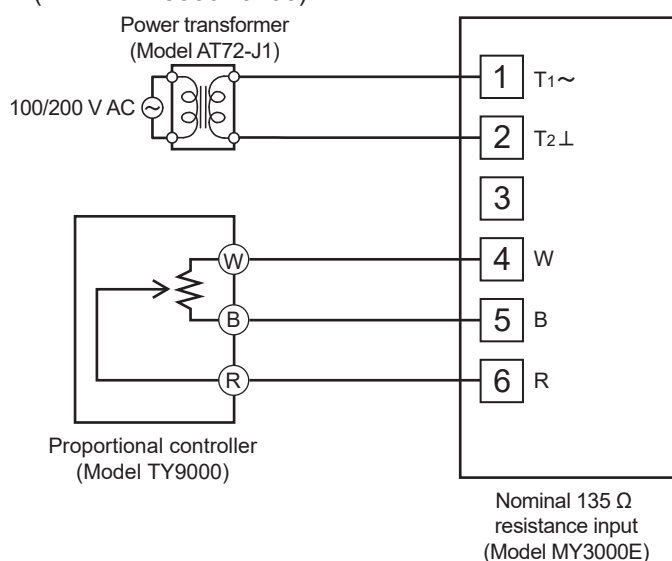 Power transformer
(Model AT72-J1)
100/200 V AC
1 T1~
2 T2⊥
3
W 4 W
B 5 B
R 6 R
Proportional controller
(Model TY9000)
Nominal 135 Ω
resistance input
(Model MY3000E)